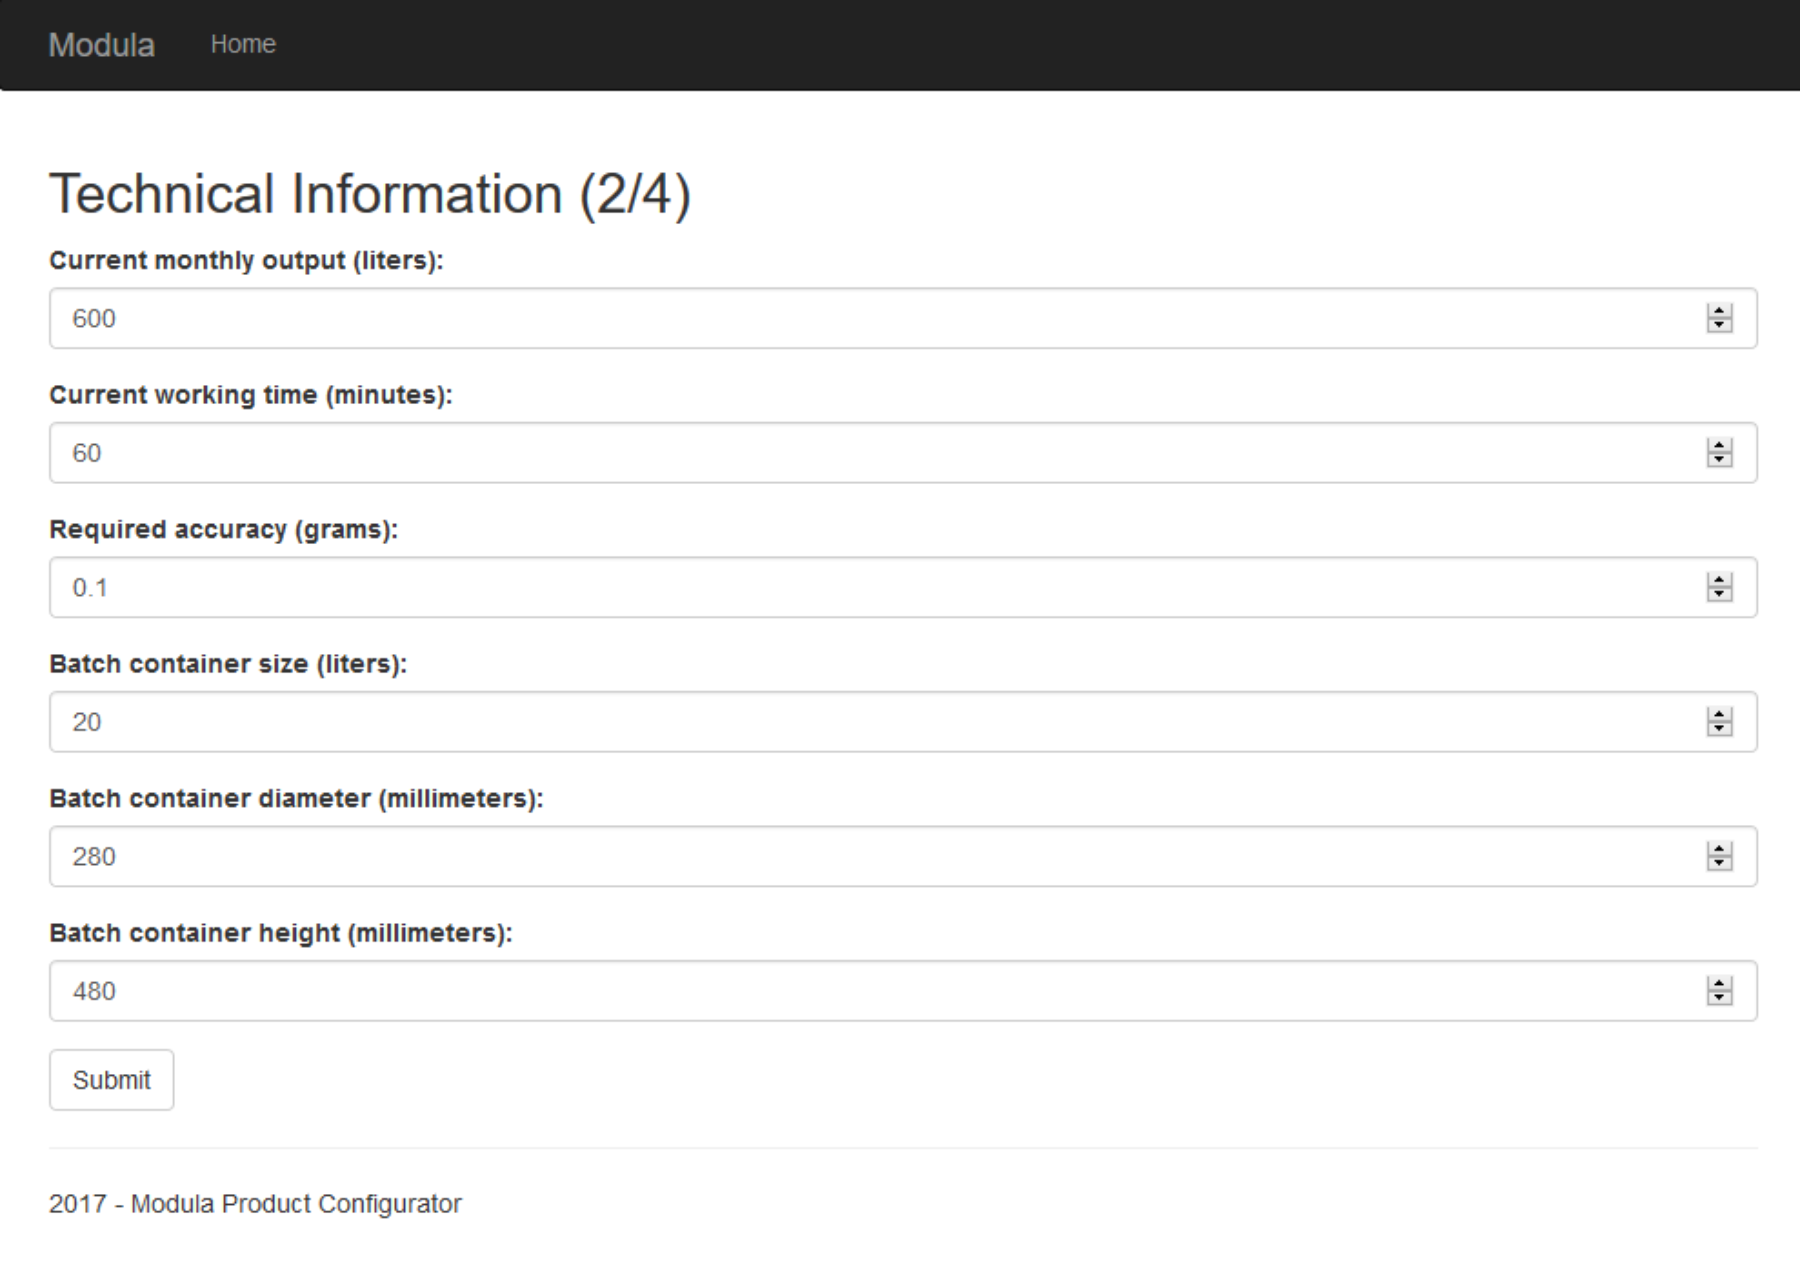 Modula Home
Technical Information (2/4)
Current monthly output (liters):
600
Current working time (minutes):
60
Required accuracy (grams):
0.1
Batch container size (liters):
20
Batch container diameter (millimeters):
280
Batch container height (millimeters):
480
Submit
2017 - Modula Product Configurator